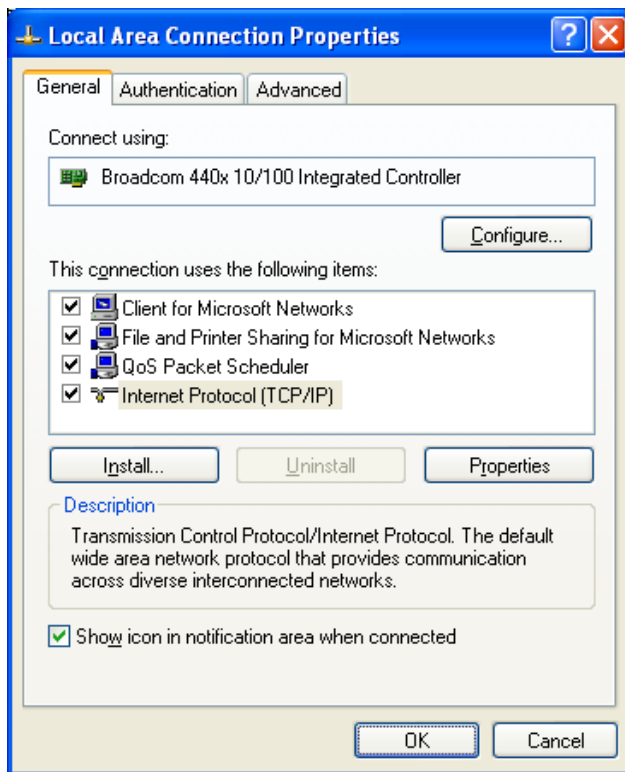 Local Area Connection Properties
?
General Authentication Advanced
Connect using:
Broadcom 440x 10/100 Integrated Controller
Configure...
This connection uses the following items:
Client for Microsoft Networks
File and Printer Sharing for Microsoft Networks
QoS Packet Scheduler
Internet Protocol (TCP/IP)
Install... Uninstall Properties
Description
Transmission Control Protocol/Internet Protocol. The default
wide area network protocol that provides communication
across diverse interconnected networks.
Show icon in notification area when connected
OK Cancel